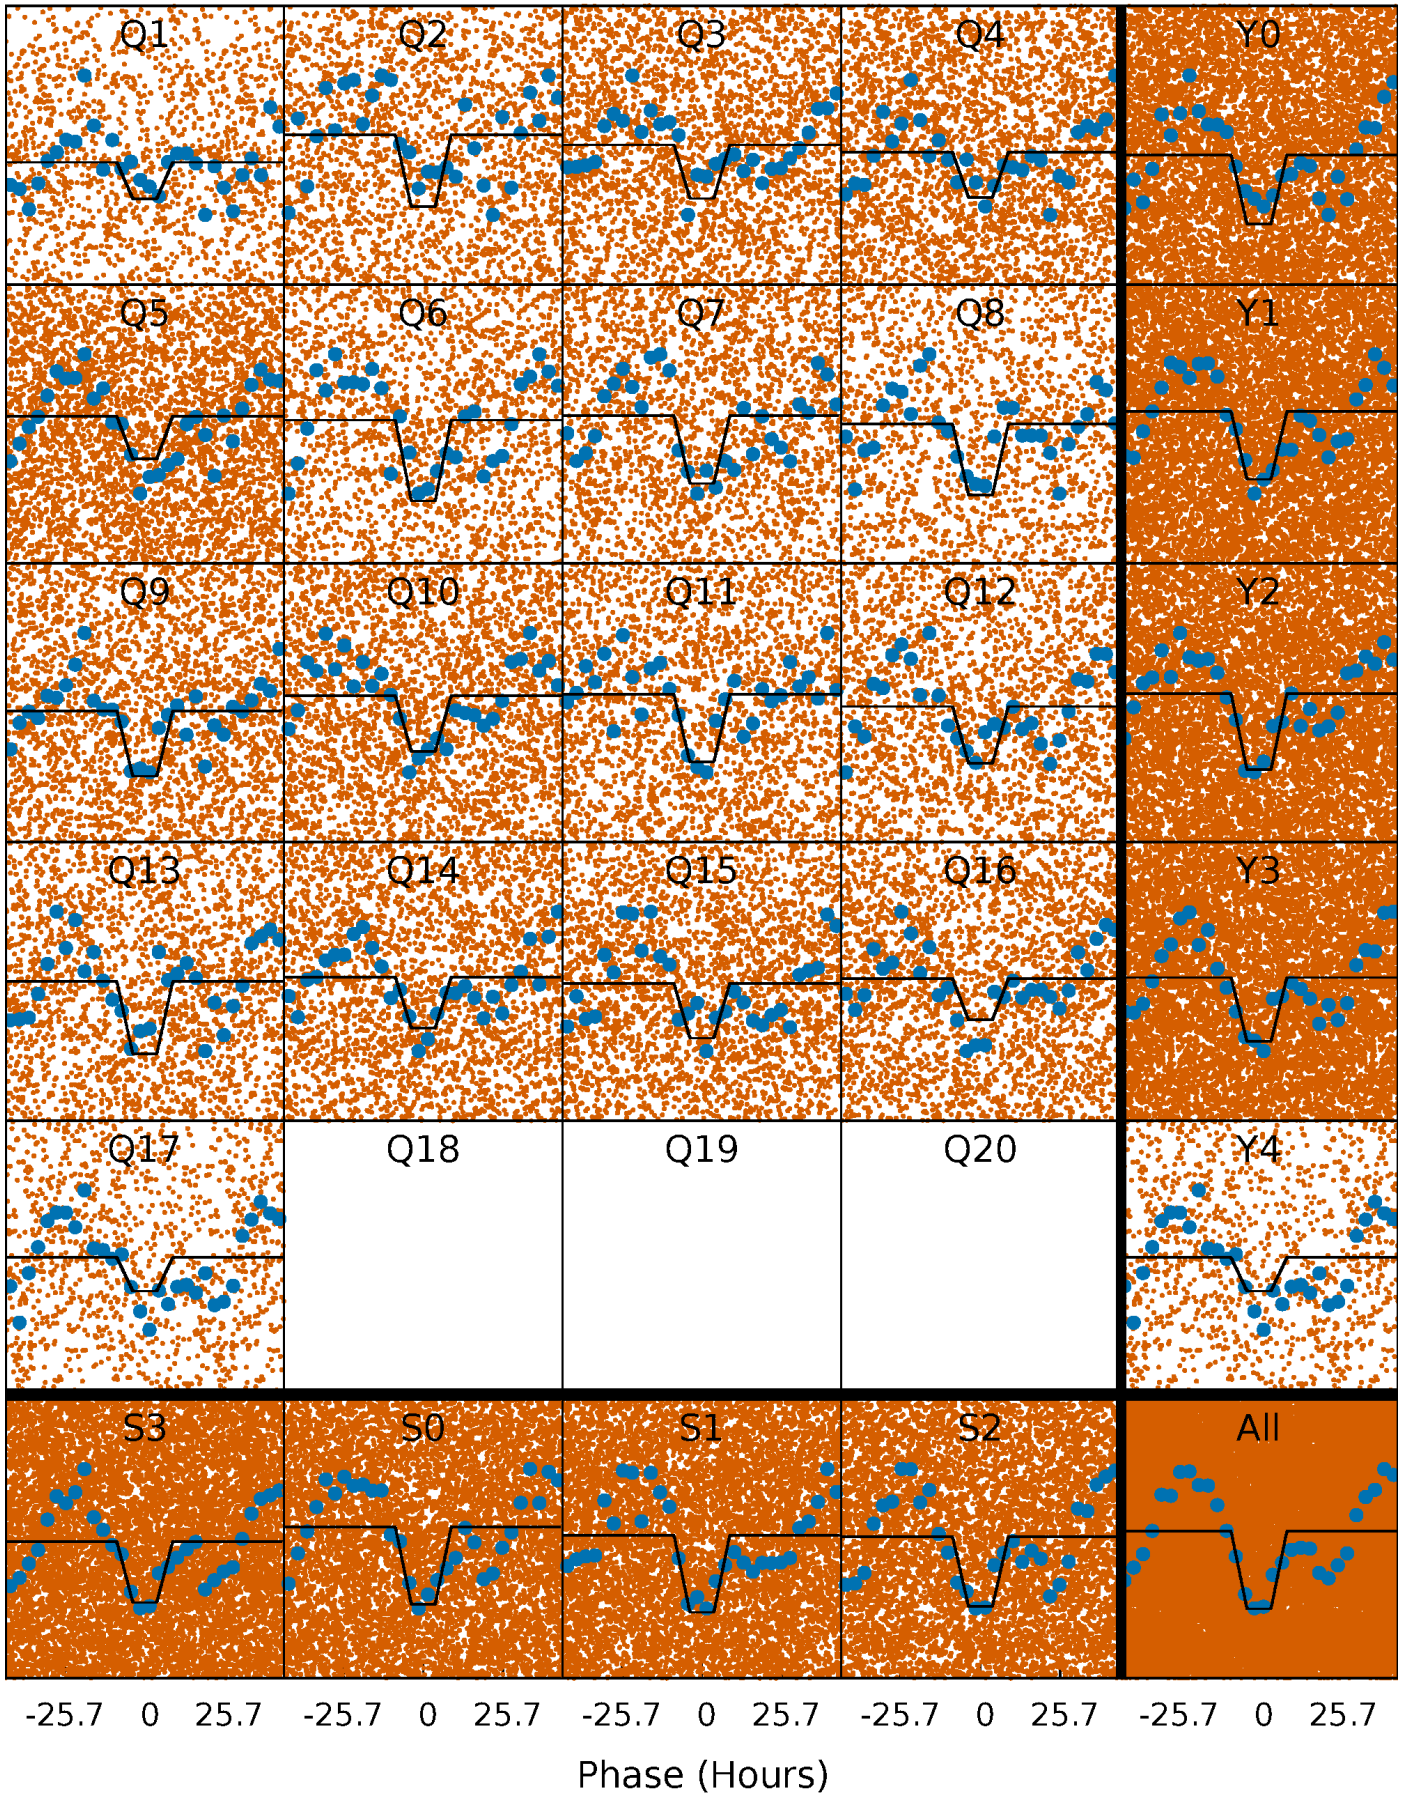 Q1 Q2 Q3 Q4 Y0
Q5 Q6 Q7 Q8 Y1
Q9 Q10 Q11 Q12 Y2
Q13 Q14 Q15 Q16 Y3
Q17 Q18 Q19 Q20 Y4
S3 S0 S1 S2 All
-25.7 0 25.7 -25.7 0 25.7 -25.7 0 25.7 -25.7 0 25.7 -25.7 0 25.7
Phase (Hours)